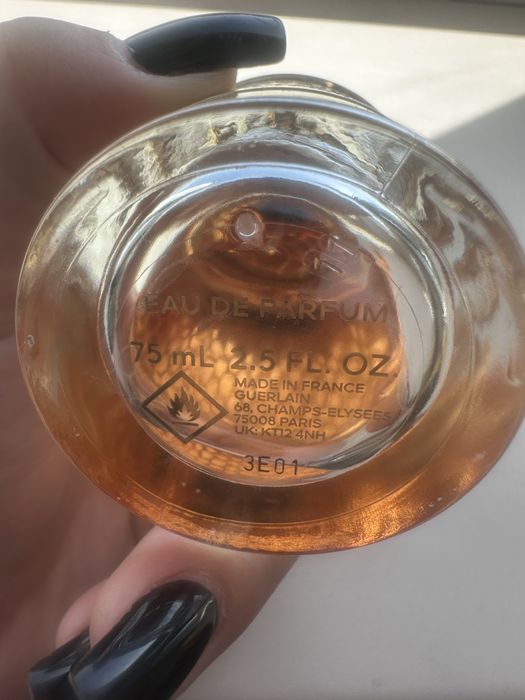 EAU DE PARFUM
75 mL 2.5 FL. OZ.
MADE IN FRANCE
GUERLAIN
68, CHAMPS-ELYSEES
75008 PARIS
UK: KT12 4NH
3E01